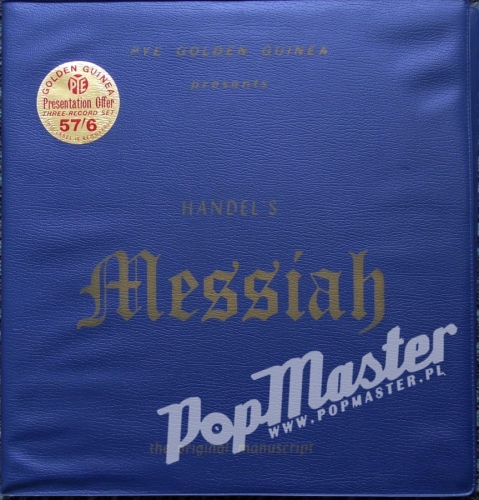 PYE GOLDEN GUINEA
presents
GOLDEN GUINEA
PYE
Presentation Offer
THREE-RECORD SET
57/6
HANDEL'S
Messiah
PopMaster
WWW.POPMASTER.PL
the original manuscript